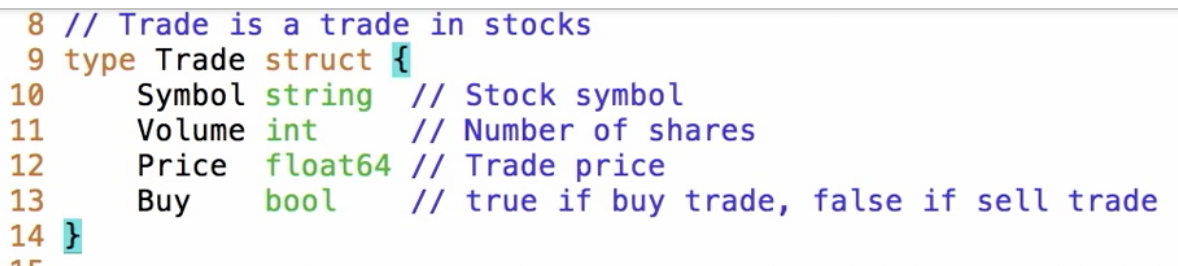 8 // Trade is a trade in stocks
9 type Trade struct {
10     Symbol string  // Stock symbol
11     Volume int     // Number of shares
12     Price  float64 // Trade price
13     Buy    bool    // true if buy trade, false if sell trade
14 }